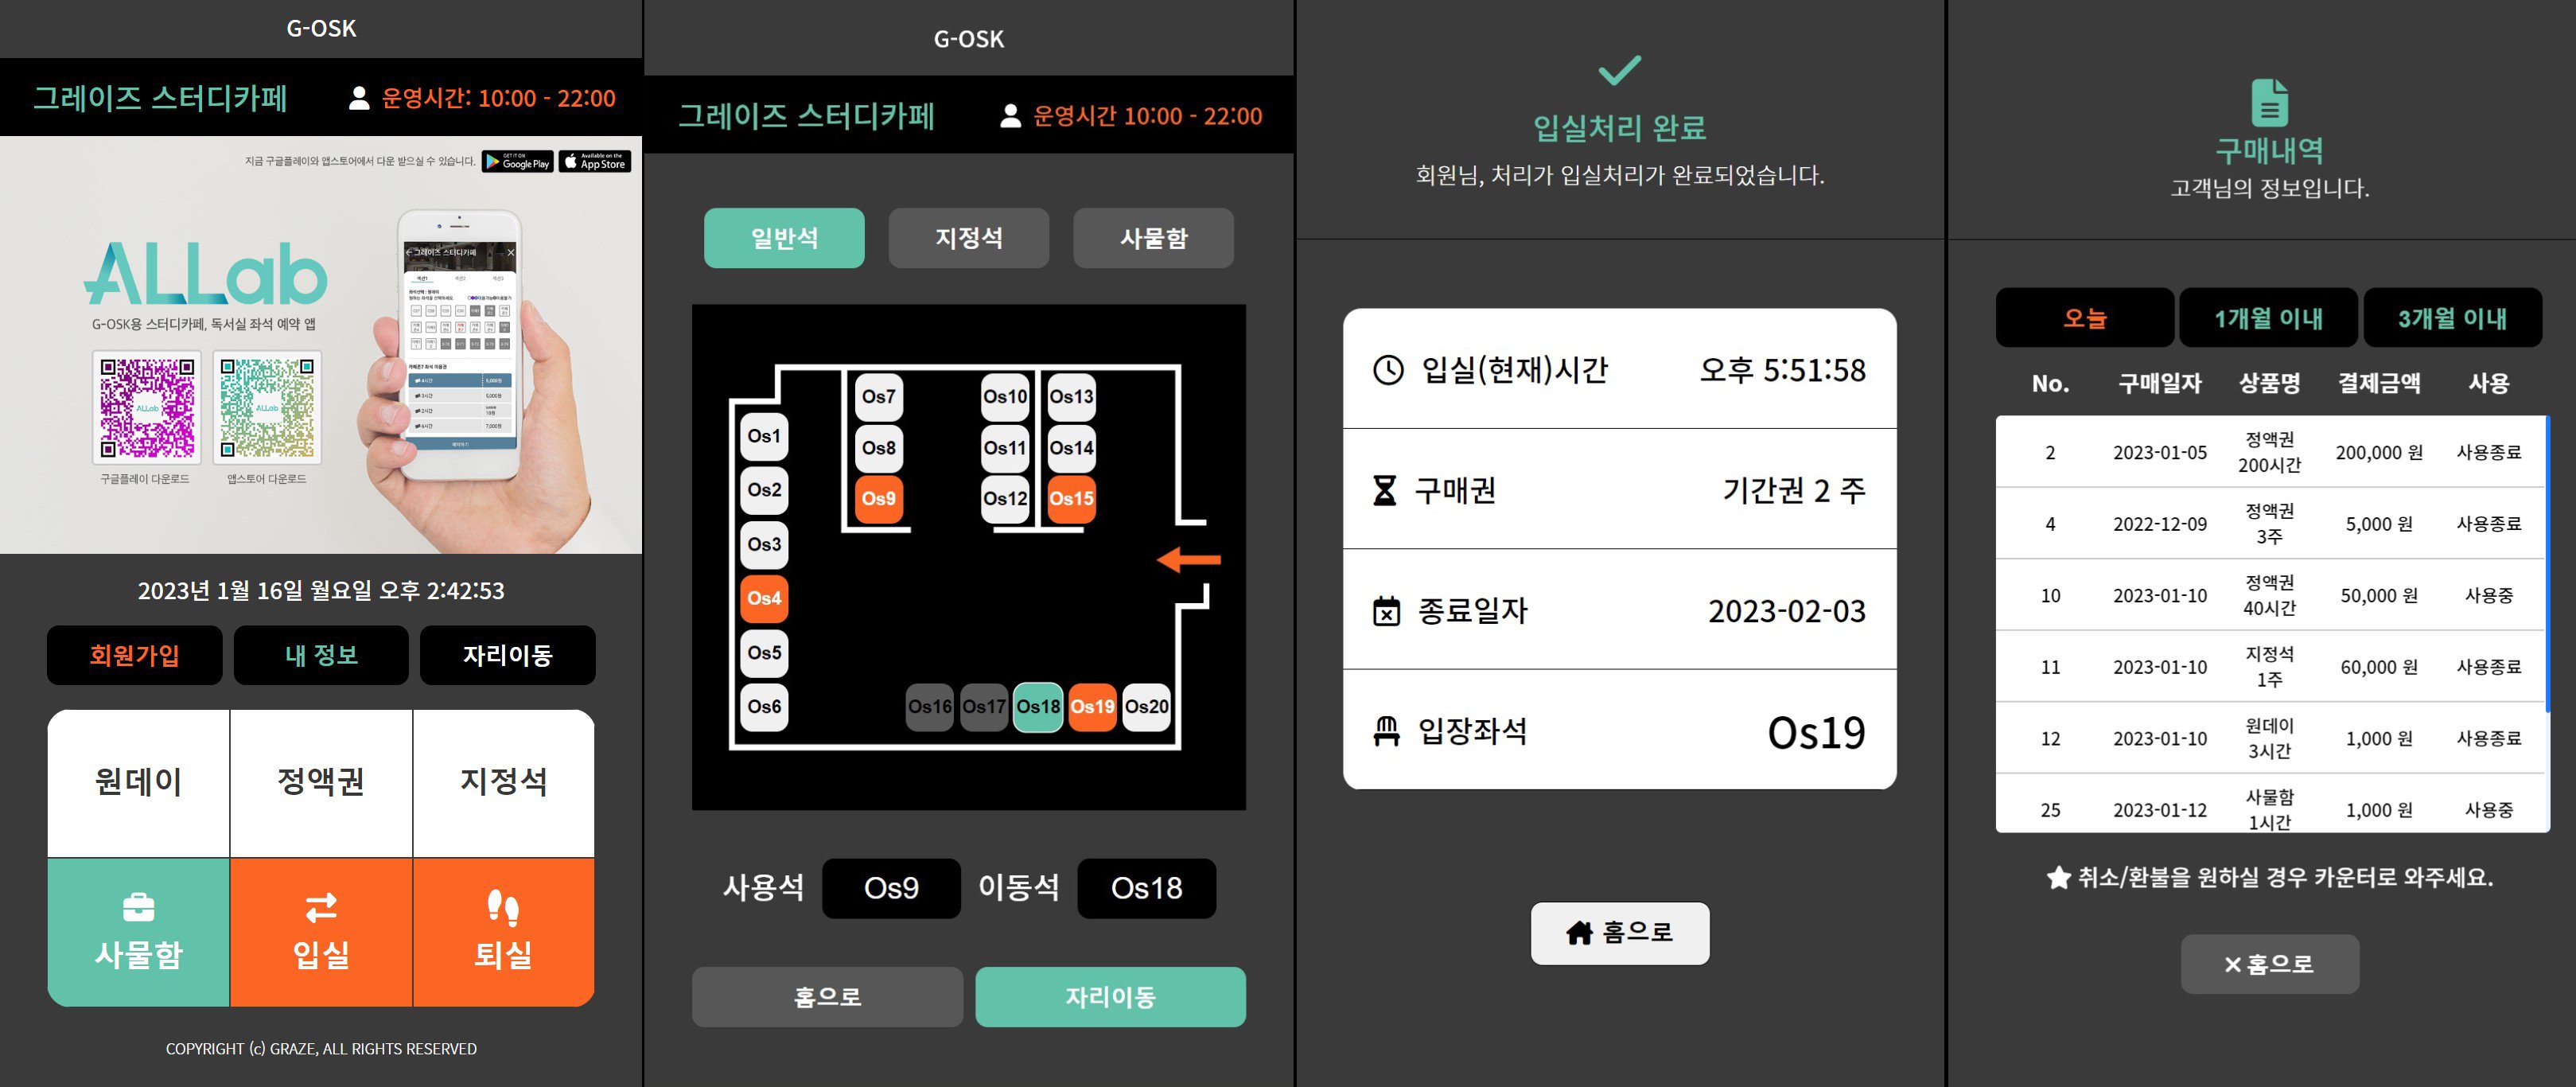 G-OSK
그레이즈 스터디카페
운영시간: 10:00 - 22:00
지금 구글플레이와 앱스토어에서 다운 받으실 수 있습니다.
GET IT ON
Google Play
Available on the
App Store
ALLab
G-OSK용 스터디카페, 독서실 좌석 예약 앱
ALLab
ALLab
구글플레이 다운로드
앱스토어 다운로드
그레이즈 스터디카페
2023년 1월 16일 월요일 오후 2:42:53
회원가입
내 정보
자리이동
원데이
정액권
지정석
사물함
입실
퇴실
COPYRIGHT (c) GRAZE, ALL RIGHTS RESERVED
G-OSK
그레이즈 스터디카페
운영시간 10:00 - 22:00
일반석
지정석
사물함
Os7
Os10
Os13
Os1
Os8
Os11
Os14
Os2
Os9
Os12
Os15
Os3
Os4
Os5
Os6
Os16
Os17
Os18
Os19
Os20
사용석
Os9
이동석
Os18
홈으로
자리이동
입실처리 완료
회원님, 처리가 입실처리가 완료되었습니다.
입실(현재)시간
오후 5:51:58
구매권
기간권 2 주
종료일자
2023-02-03
입장좌석
Os19
홈으로
구매내역
고객님의 정보입니다.
오늘
1개월 이내
3개월 이내
No. 구매일자 상품명 결제금액 사용
2 2023-01-05 정액권 200시간 200,000 원 사용종료
4 2022-12-09 정액권 3주 5,000 원 사용종료
10 2023-01-10 정액권 40시간 50,000 원 사용중
11 2023-01-10 지정석 1주 60,000 원 사용종료
12 2023-01-10 원데이 3시간 1,000 원 사용종료
25 2023-01-12 사물함 1시간 1,000 원 사용중
취소/환불을 원하실 경우 카운터로 와주세요.
홈으로